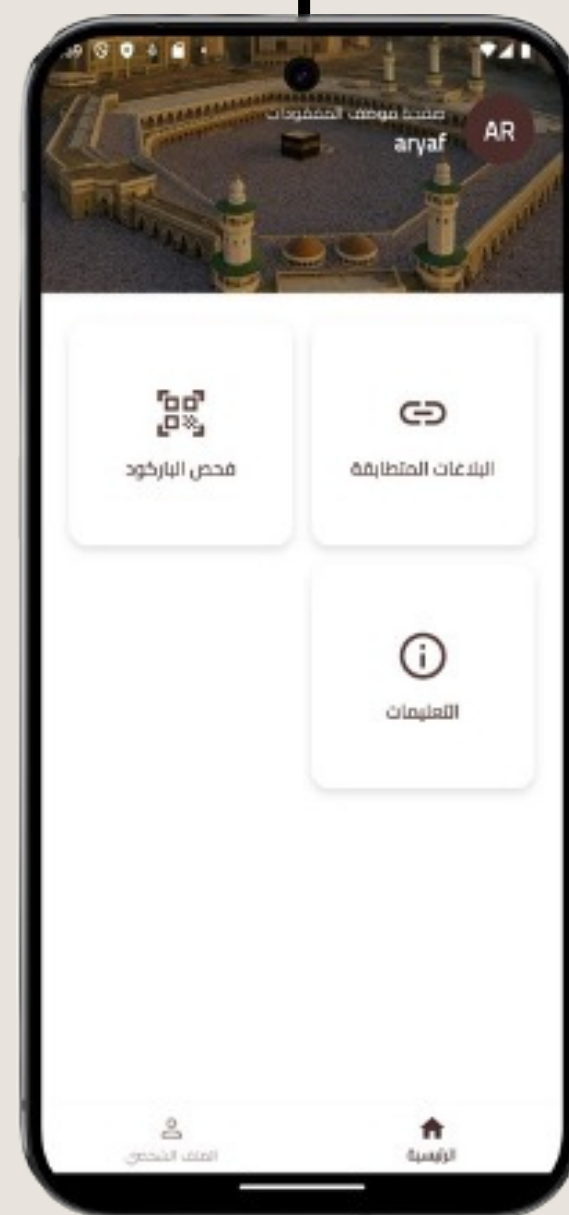 صفحة موظف المفقودات
aryaf
AR
البلاغات المتطابقة
فحص الباركود
التعليمات
الرئيسية
الملف الشخصي